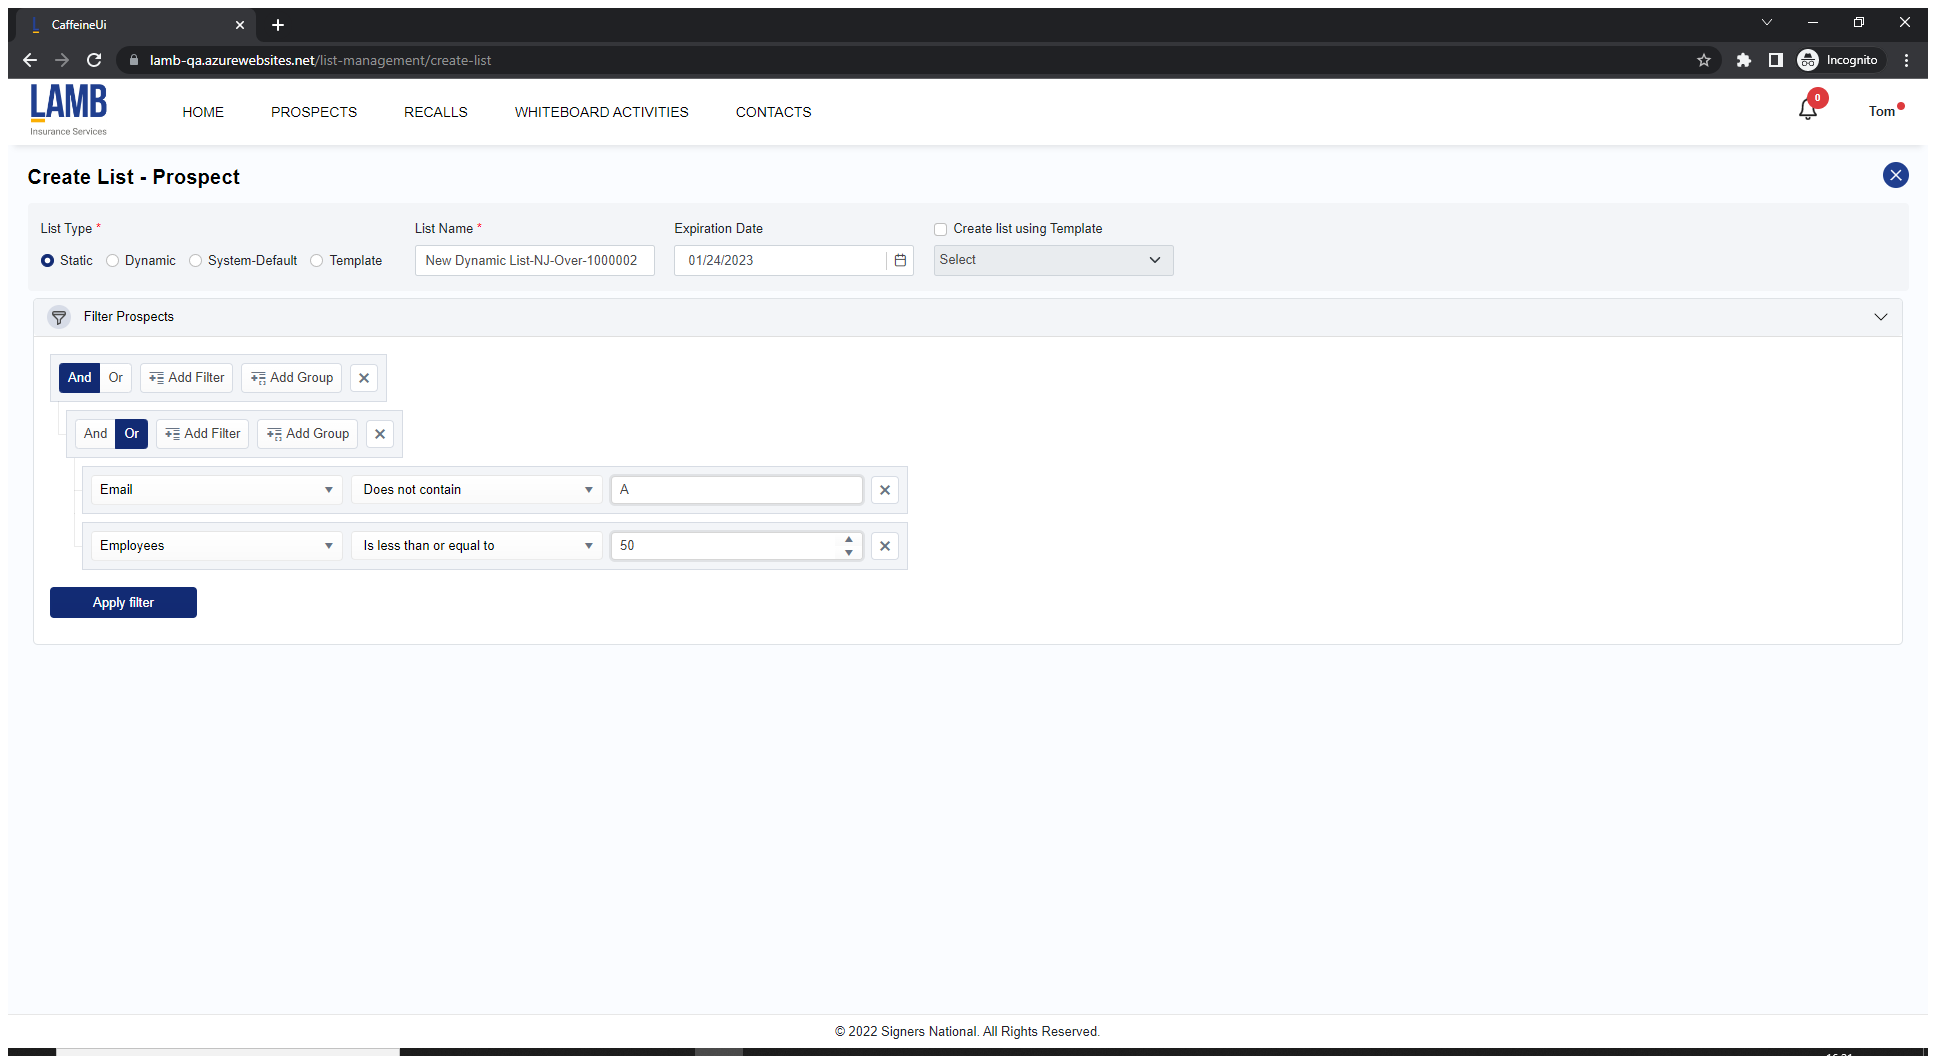 CaffeineUi
lamb-qa.azurewebsites.net/list-management/create-list
Incognito
LAMB
Insurance Services
HOME
PROSPECTS
RECALLS
WHITEBOARD ACTIVITIES
CONTACTS
0
Tom
Create List - Prospect
List Type *
List Name *
Expiration Date
Create list using Template
Static
Dynamic
System-Default
Template
New Dynamic List-NJ-Over-1000002
01/24/2023
Select
Filter Prospects
And Or Add Filter Add Group
And Or Add Filter Add Group
Email Does not contain A
Employees Is less than or equal to 50
Apply filter
© 2022 Signers National. All Rights Reserved.